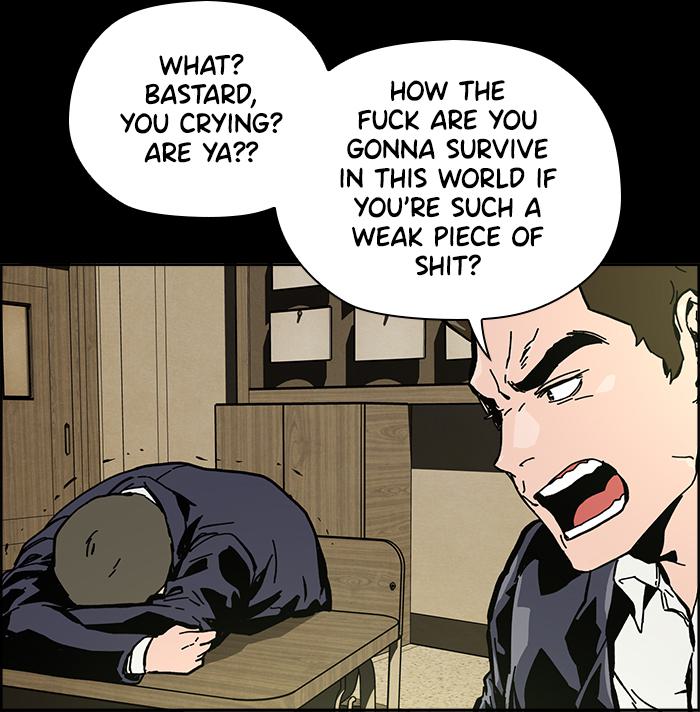 WHAT?
BASTARD,
YOU CRYING?
ARE YA??
HOW THE
FUCK ARE YOU
GONNA SURVIVE
IN THIS WORLD IF
YOU'RE SUCH A
WEAK PIECE OF
SHIT?